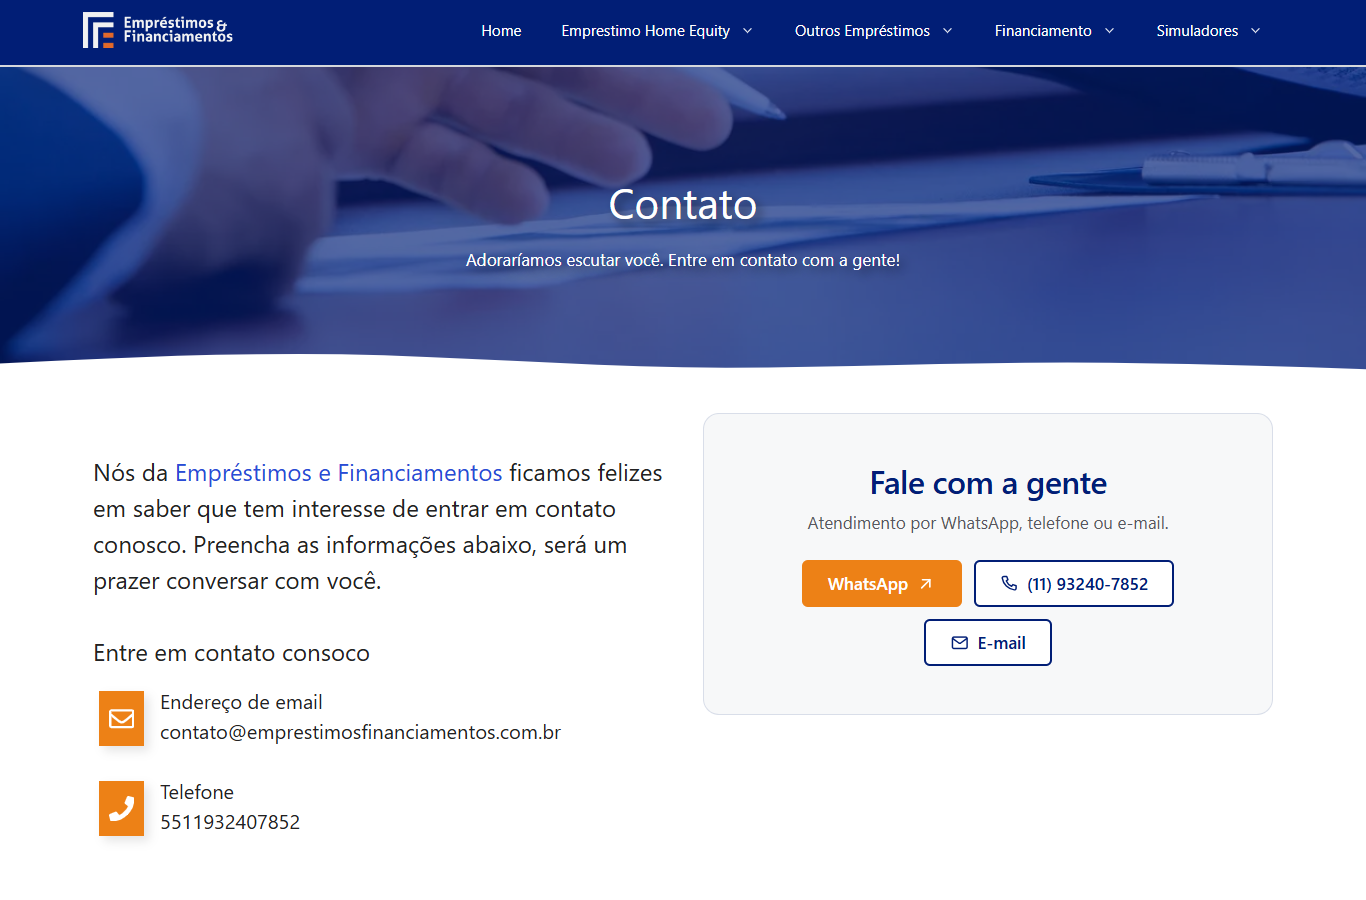 Empréstimos &
Financiamentos
Home
Emprestimo Home Equity
Outros Empréstimos
Financiamento
Simuladores
Contato
Adoraríamos escutar você. Entre em contato com a gente!
Nós da Empréstimos e Financiamentos ficamos felizes
em saber que tem interesse de entrar em contato
conosco. Preencha as informações abaixo, será um
prazer conversar com você.
Entre em contato consoco
Endereço de email
contato@emprestimosfinanciamentos.com.br
Telefone
5511932407852
Fale com a gente
Atendimento por WhatsApp, telefone ou e-mail.
WhatsApp
(11) 93240-7852
E-mail